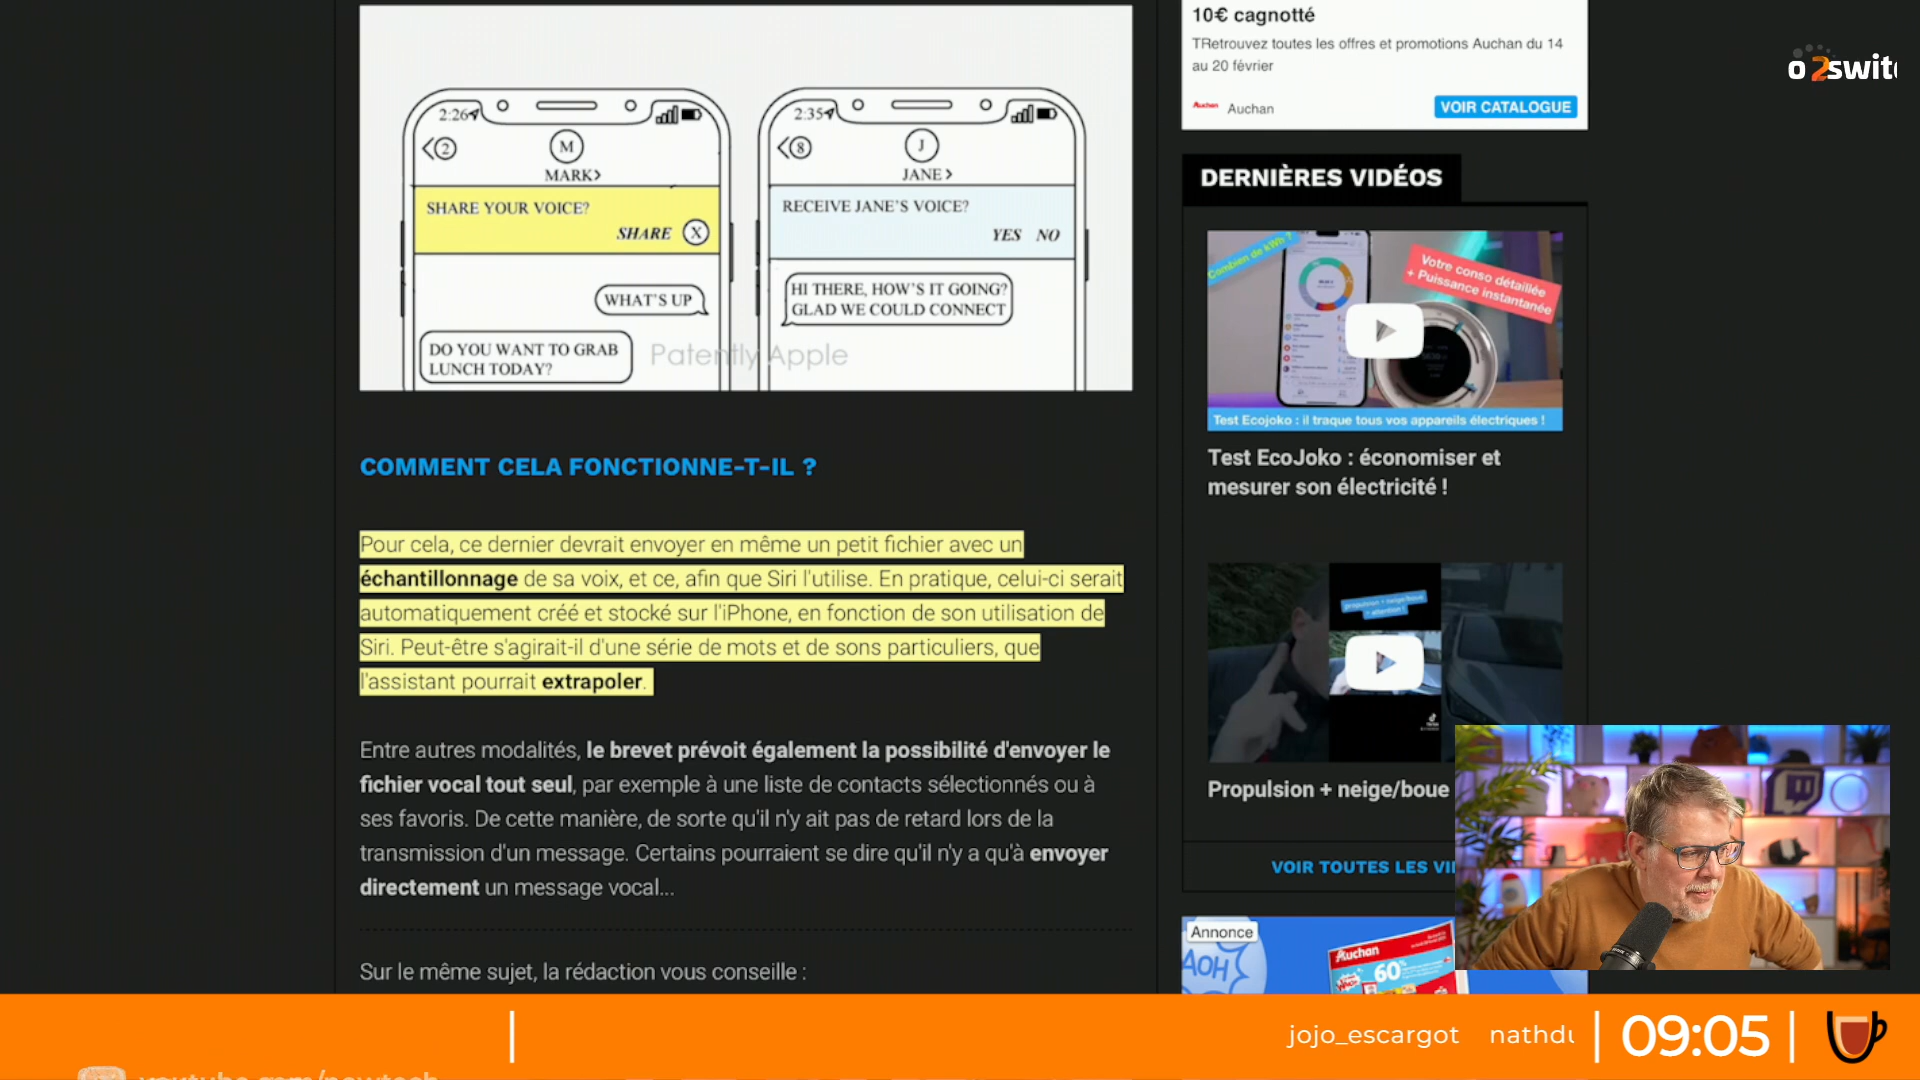 2:26
2
M
MARK>
SHARE YOUR VOICE?
SHARE X
WHAT'S UP
DO YOU WANT TO GRAB
LUNCH TODAY?
2:35
8
J
JANE >
RECEIVE JANE'S VOICE?
YES NO
HI THERE, HOW'S IT GOING?
GLAD WE COULD CONNECT
Patently Apple
COMMENT CELA FONCTIONNE-T-IL ?
Pour cela, ce dernier devrait envoyer en même un petit fichier avec un
échantillonnage de sa voix, et ce, afin que Siri l'utilise. En pratique, celui-ci serait
automatiquement créé et stocké sur l'iPhone, en fonction de son utilisation de
Siri. Peut-être s'agirait-il d'une série de mots et de sons particuliers, que
l'assistant pourrait extrapoler.
Entre autres modalités, le brevet prévoit également la possibilité d'envoyer le
fichier vocal tout seul, par exemple à une liste de contacts sélectionnés ou à
ses favoris. De cette manière, de sorte qu'il n'y ait pas de retard lors de la
transmission d'un message. Certains pourraient se dire qu'il n'y a qu'à envoyer
directement un message vocal...
Sur le même sujet, la rédaction vous conseille :
10€ cagnotté
TRetrouvez toutes les offres et promotions Auchan du 14
au 20 février
Auchan
Auchan
VOIR CATALOGUE
o2swit
DERNIÈRES VIDÉOS
Combien de kWh ?
Votre conso détaillée
+ Puissance instantanée
Test Ecojoko : il traque tous vos appareils électriques !
Test EcoJoko : économiser et
mesurer son électricité !
propulsion + neige/boue
= attention !
Propulsion + neige/boue
VOIR TOUTES LES VI
Annonce
AOH
Auchan
60%
jojo_escargot nathdu
09:05